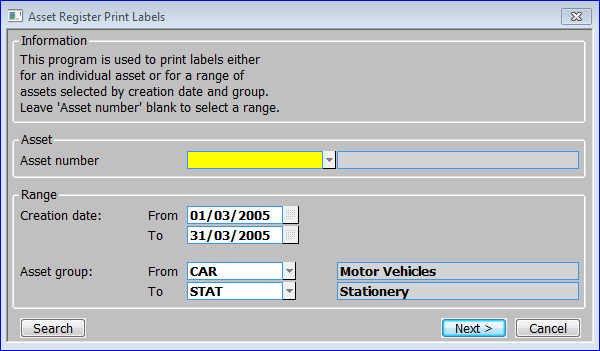 Asset Register Print Labels
Information
This program is used to print labels either
for an individual asset or for a range of
assets selected by creation date and group.
Leave 'Asset number' blank to select a range.
Asset
Asset number
Range
Creation date: From 01/03/2005
To 31/03/2005
Asset group: From CAR Motor Vehicles
To STAT Stationery
Search Next > Cancel